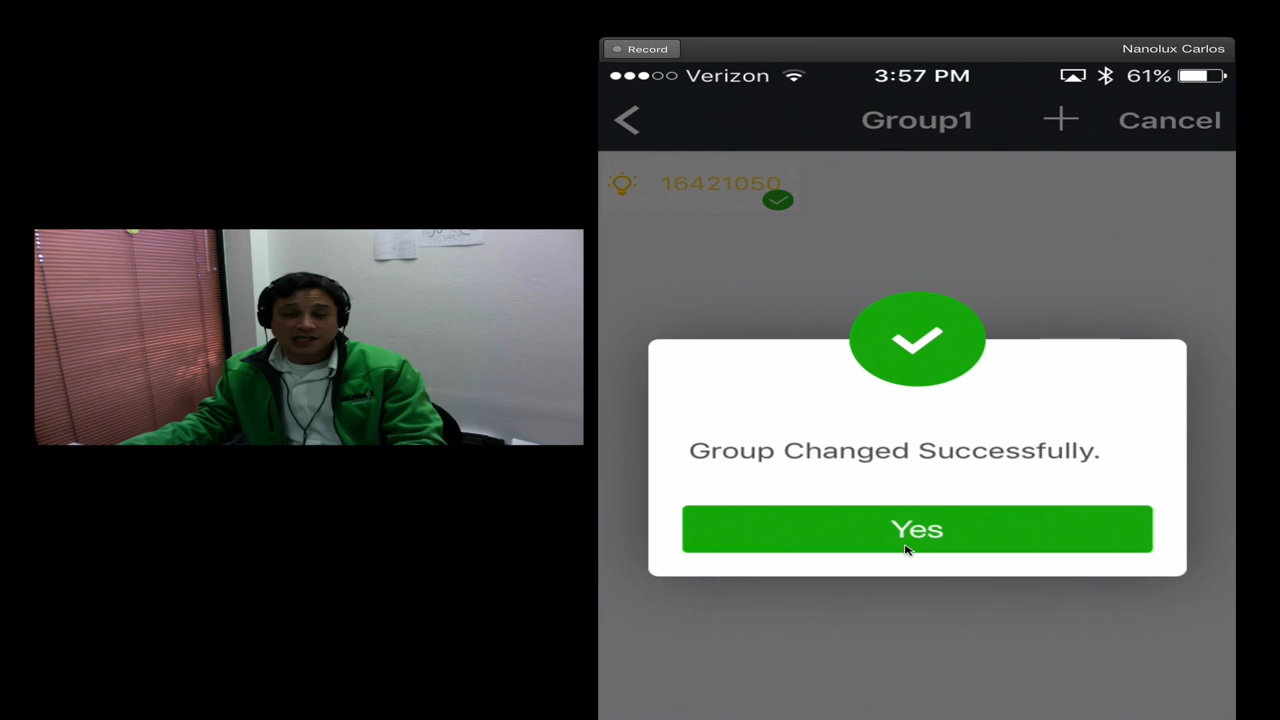 Record
Nanolux Carlos
Verizon 3:57 PM 61%
Group1 + Cancel
16421050
Group Changed Successfully.
Yes